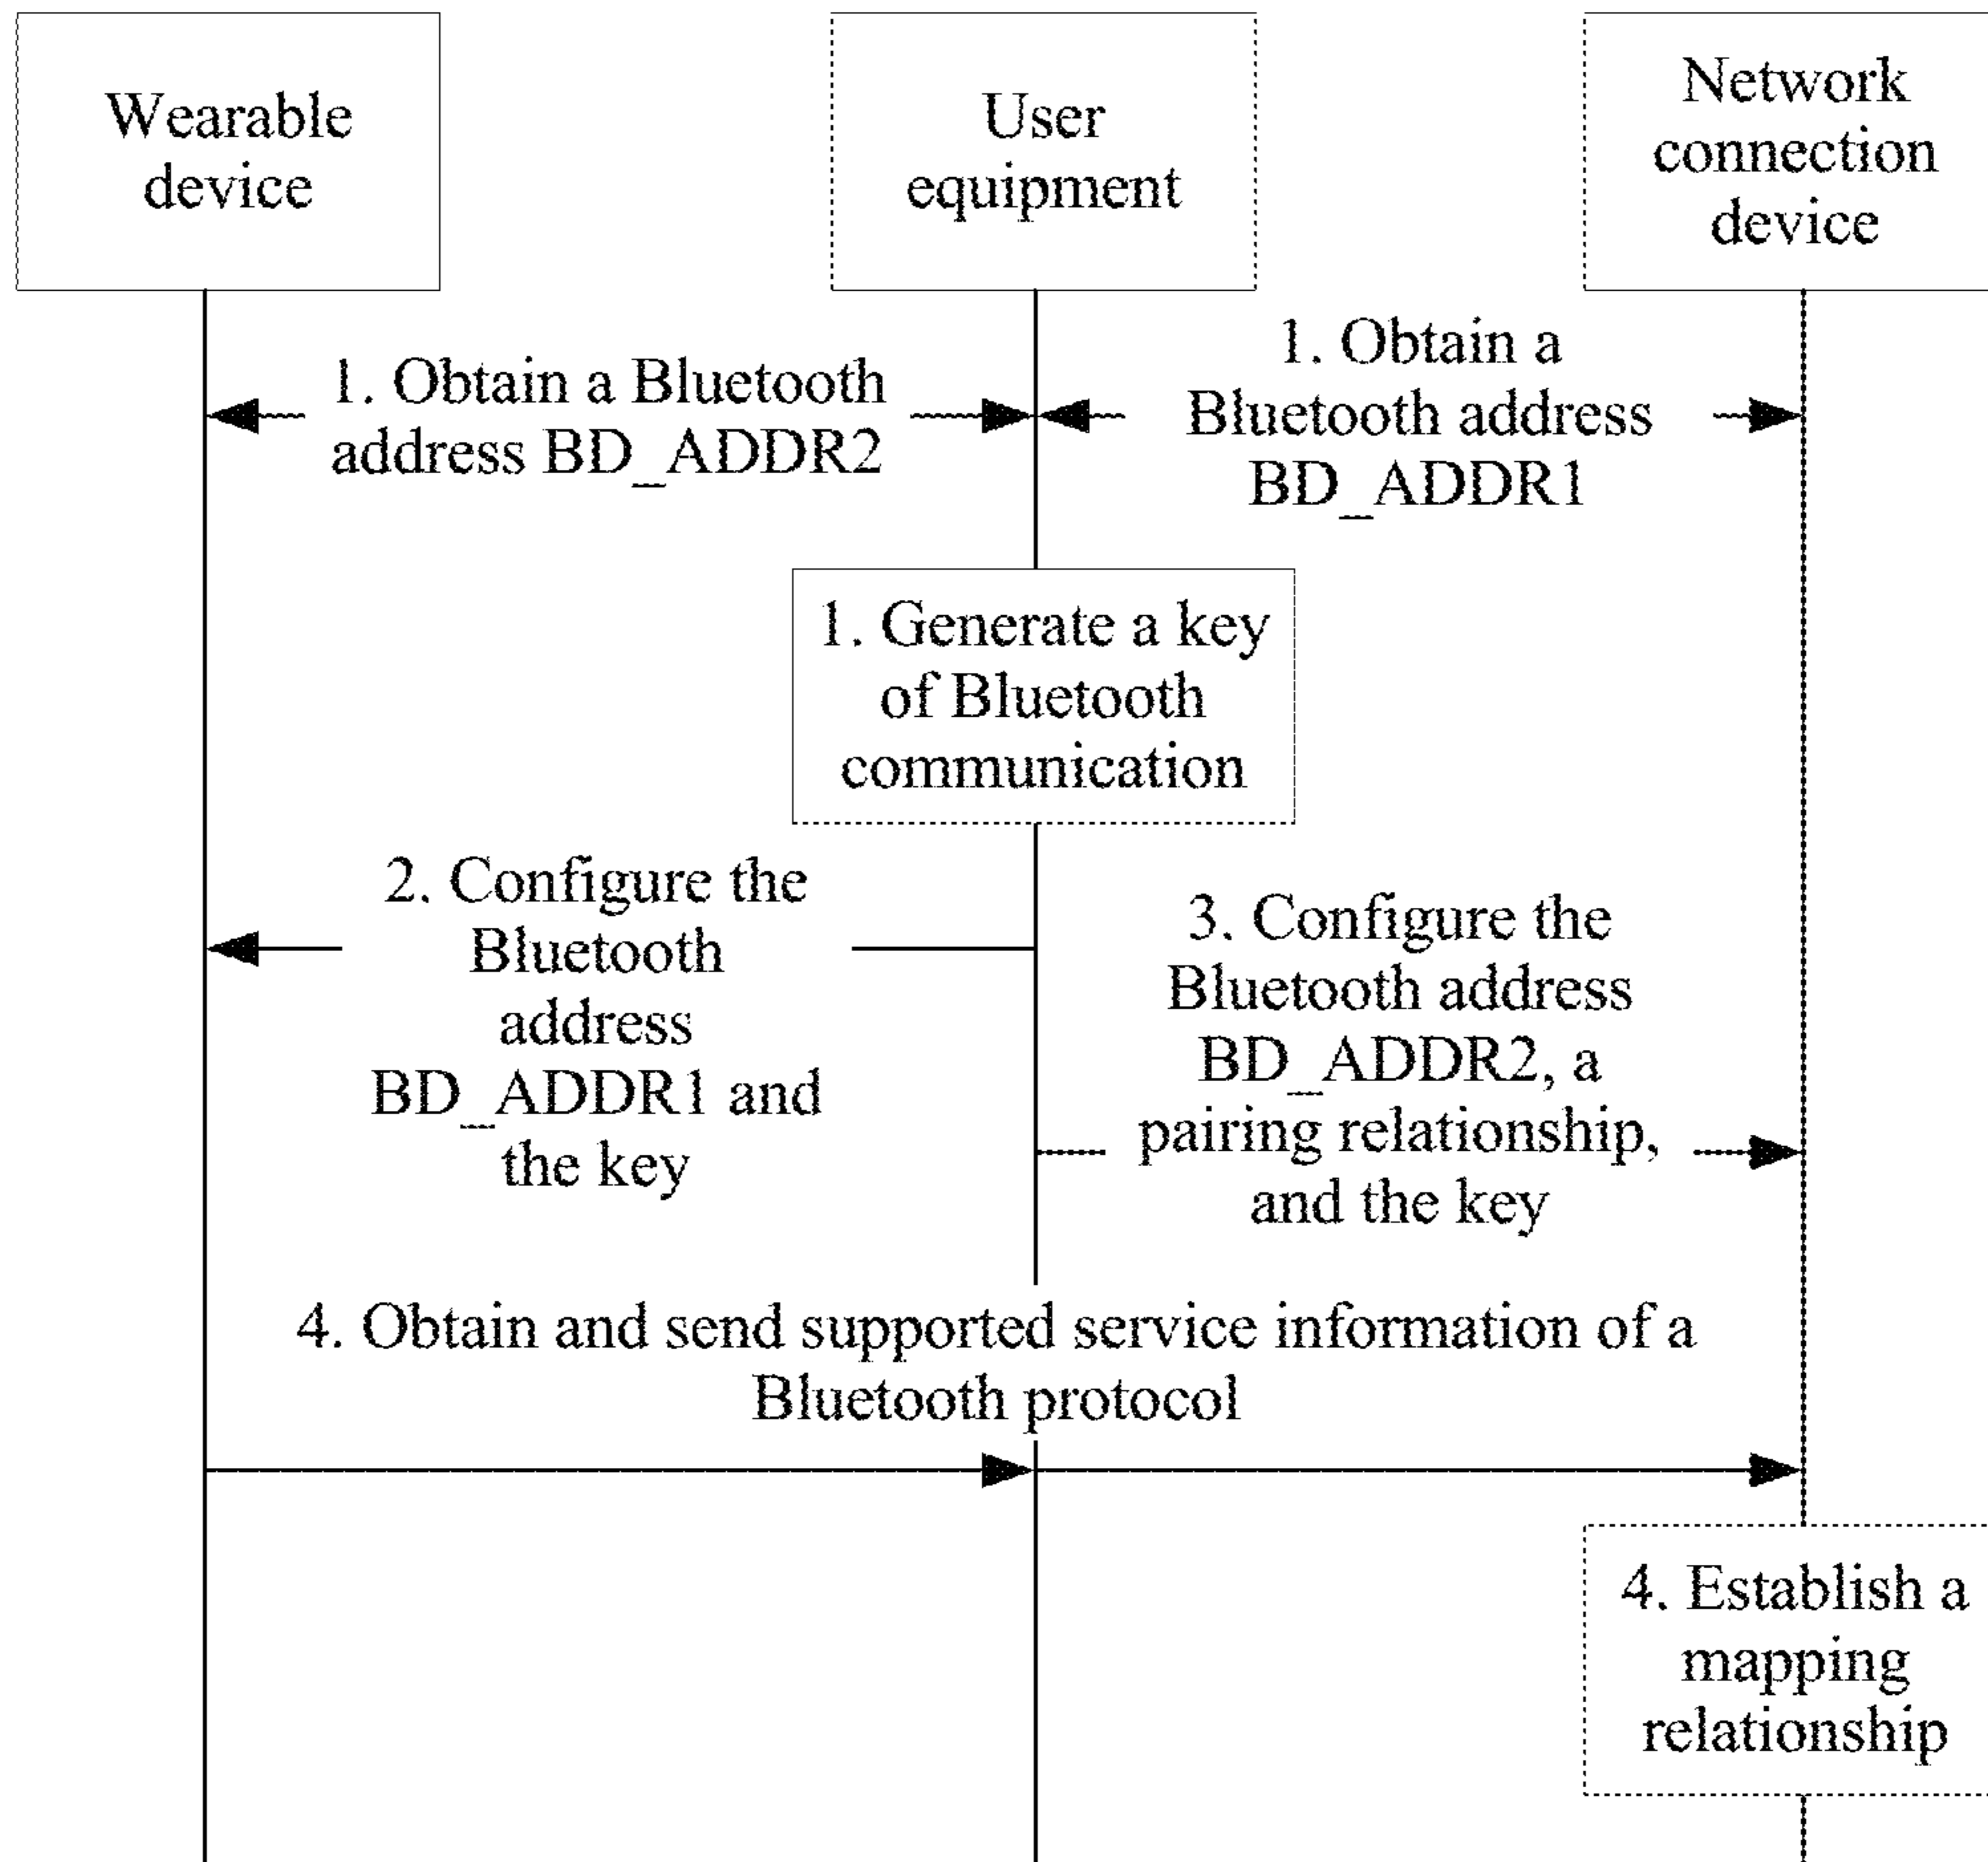 Wearable
device
User
equipment
Network
connection
device
1. Obtain a Bluetooth
address BD_ADDR2
1. Obtain a
Bluetooth address
BD_ADDR1
1. Generate a key
of Bluetooth
communication
2. Configure the
Bluetooth
address
BD_ADDR1 and
the key
3. Configure the
Bluetooth address
BD_ADDR2, a
pairing relationship,
and the key
4. Obtain and send supported service information of a
Bluetooth protocol
4. Establish a
mapping
relationship